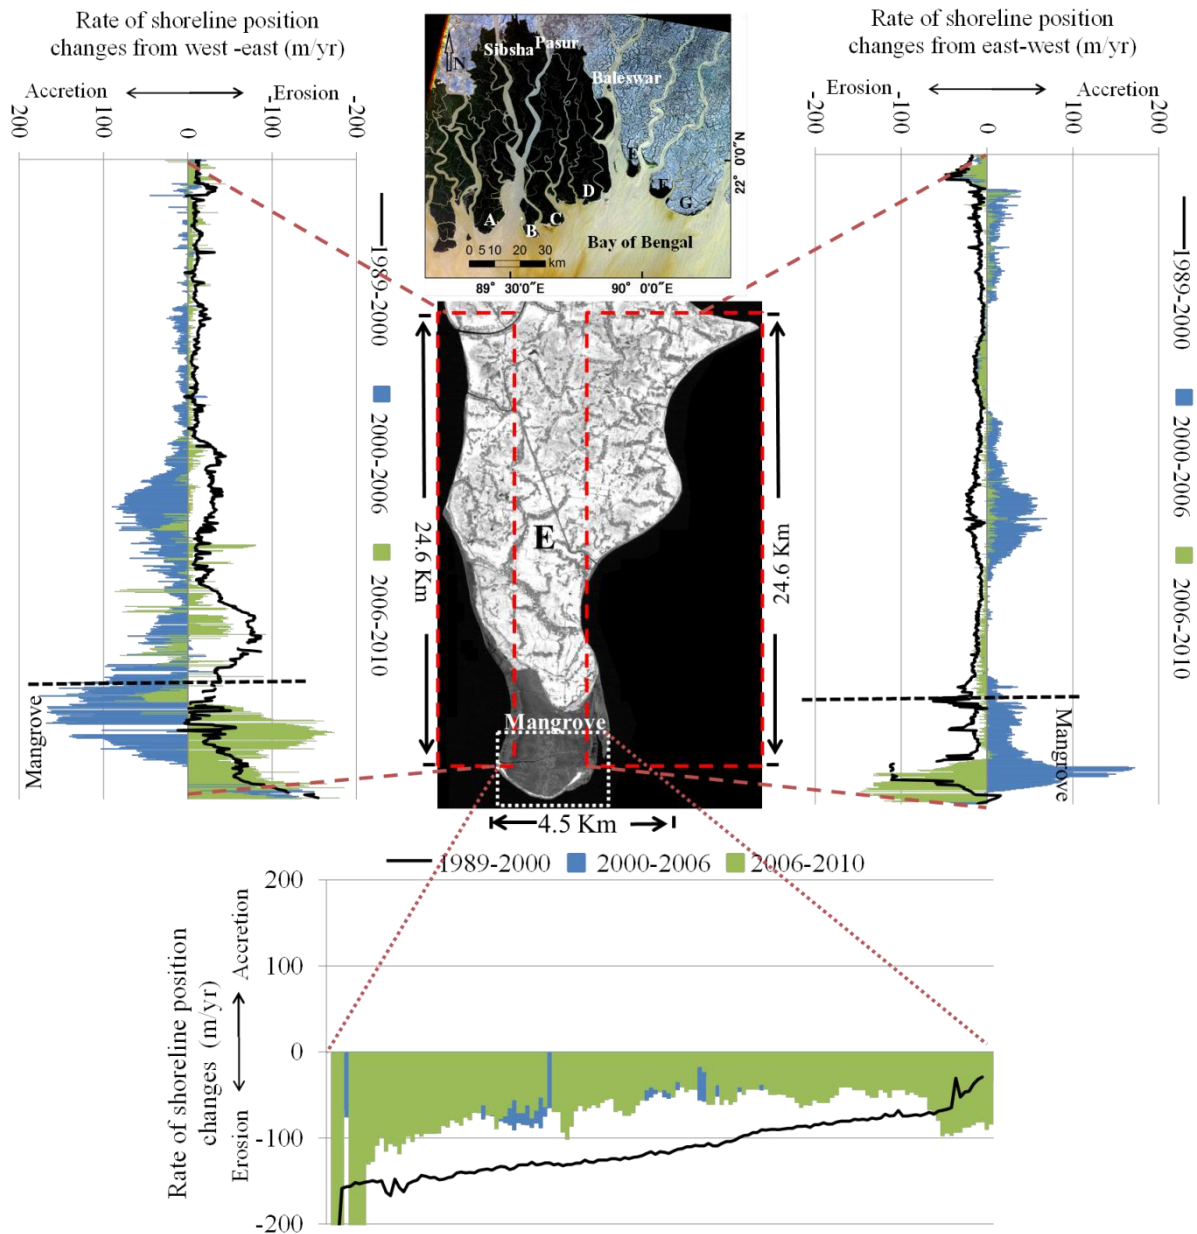 Rate of shoreline position
changes from west -east (m/yr)
Accretion
Erosion
200
100
0
-100
-200
1989-2000
2000-2006
2006-2010
Mangrove
N
Sibsha
Pasur
Baleswar
A
B
C
D
E
F
G
Bay of Bengal
0 5 10 20 30
km
22° 0'0"N
89° 30'0"E
90° 0'0"E
Rate of shoreline position
changes from east-west (m/yr)
Erosion
Accretion
-200
-100
0
100
200
1989-2000
2000-2006
2006-2010
Mangrove
24.6 Km
E
24.6 Km
Mangrove
4.5 Km
1989-2000
2000-2006
2006-2010
Rate of shoreline position
changes (m/yr)
Erosion
Accretion
200
100
0
-100
-200